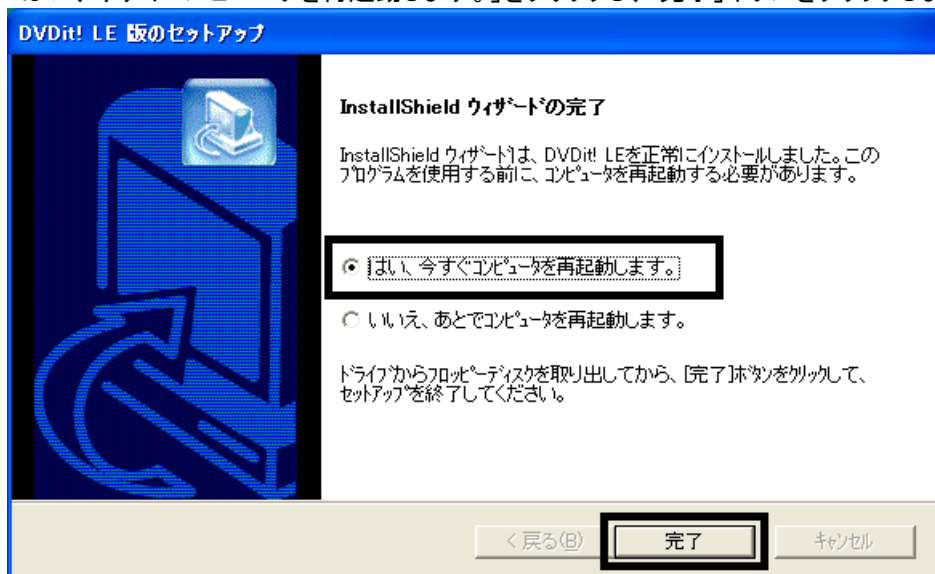 DVDit! LE 版のセットアップ
InstallShield ウィザードの完了
InstallShield ウィザードは、DVDit! LEを正常にインストールしました。この
プログラムを使用する前に、コンピュータを再起動する必要があります。
はい、今すぐコンピュータを再起動します。
いいえ、あとでコンピュータを再起動します。
ドライブからフロッピーディスクを取り出してから、[完了]ボタンをクリックして、
セットアップを終了してください。
< 戻る(B)
完了
キャンセル